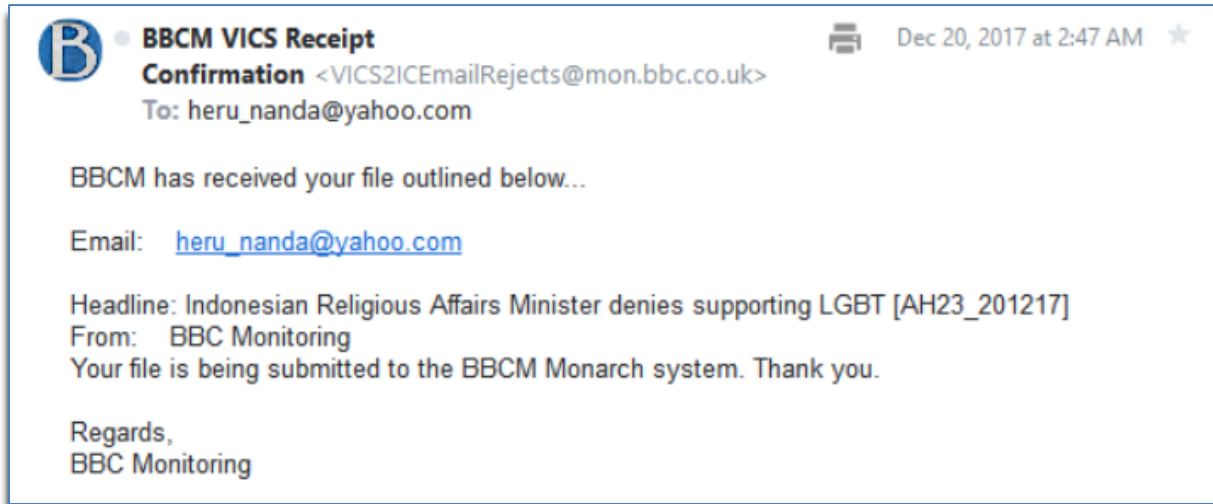 B
BBCM VICS Receipt Dec 20, 2017 at 2:47 AM
Confirmation <VICS2ICEmailRejects@mon.bbc.co.uk>
To: heru_nanda@yahoo.com
BBCM has received your file outlined below...
Email: heru_nanda@yahoo.com
Headline: Indonesian Religious Affairs Minister denies supporting LGBT [AH23_201217]
From: BBC Monitoring
Your file is being submitted to the BBCM Monarch system. Thank you.
Regards,
BBC Monitoring